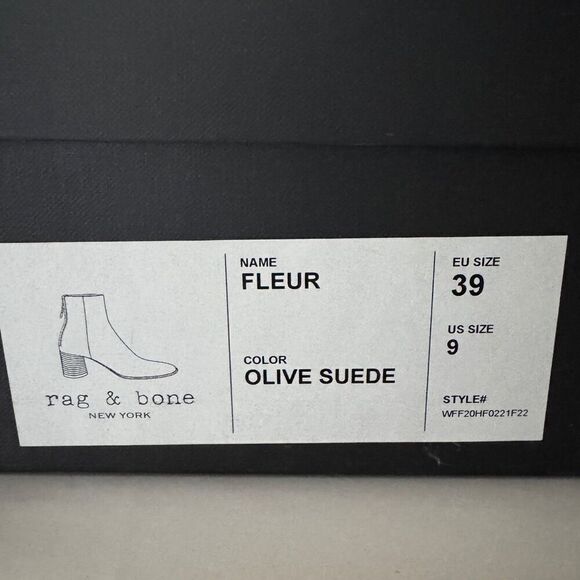 rag & bone
NEW YORK
NAME
FLEUR
COLOR
OLIVE SUEDE
EU SIZE
39
US SIZE
9
STYLE#
WFF20HF0221F22